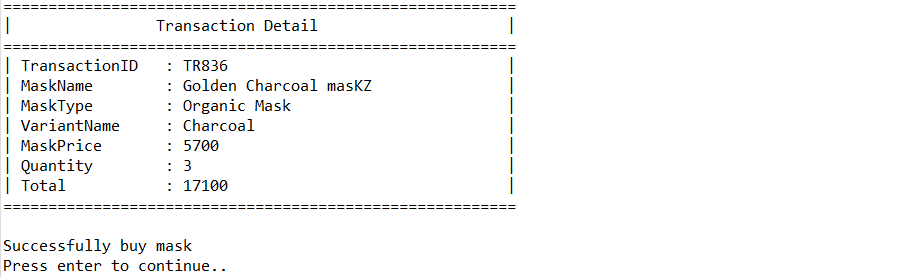 =========================================================
|                Transaction Detail                     |
=========================================================
| TransactionID   : TR836                               |
| MaskName        : Golden Charcoal masKZ               |
| MaskType        : Organic Mask                        |
| VariantName     : Charcoal                            |
| MaskPrice       : 5700                                |
| Quantity        : 3                                   |
| Total           : 17100                               |
=========================================================
Successfully buy mask
Press enter to continue..